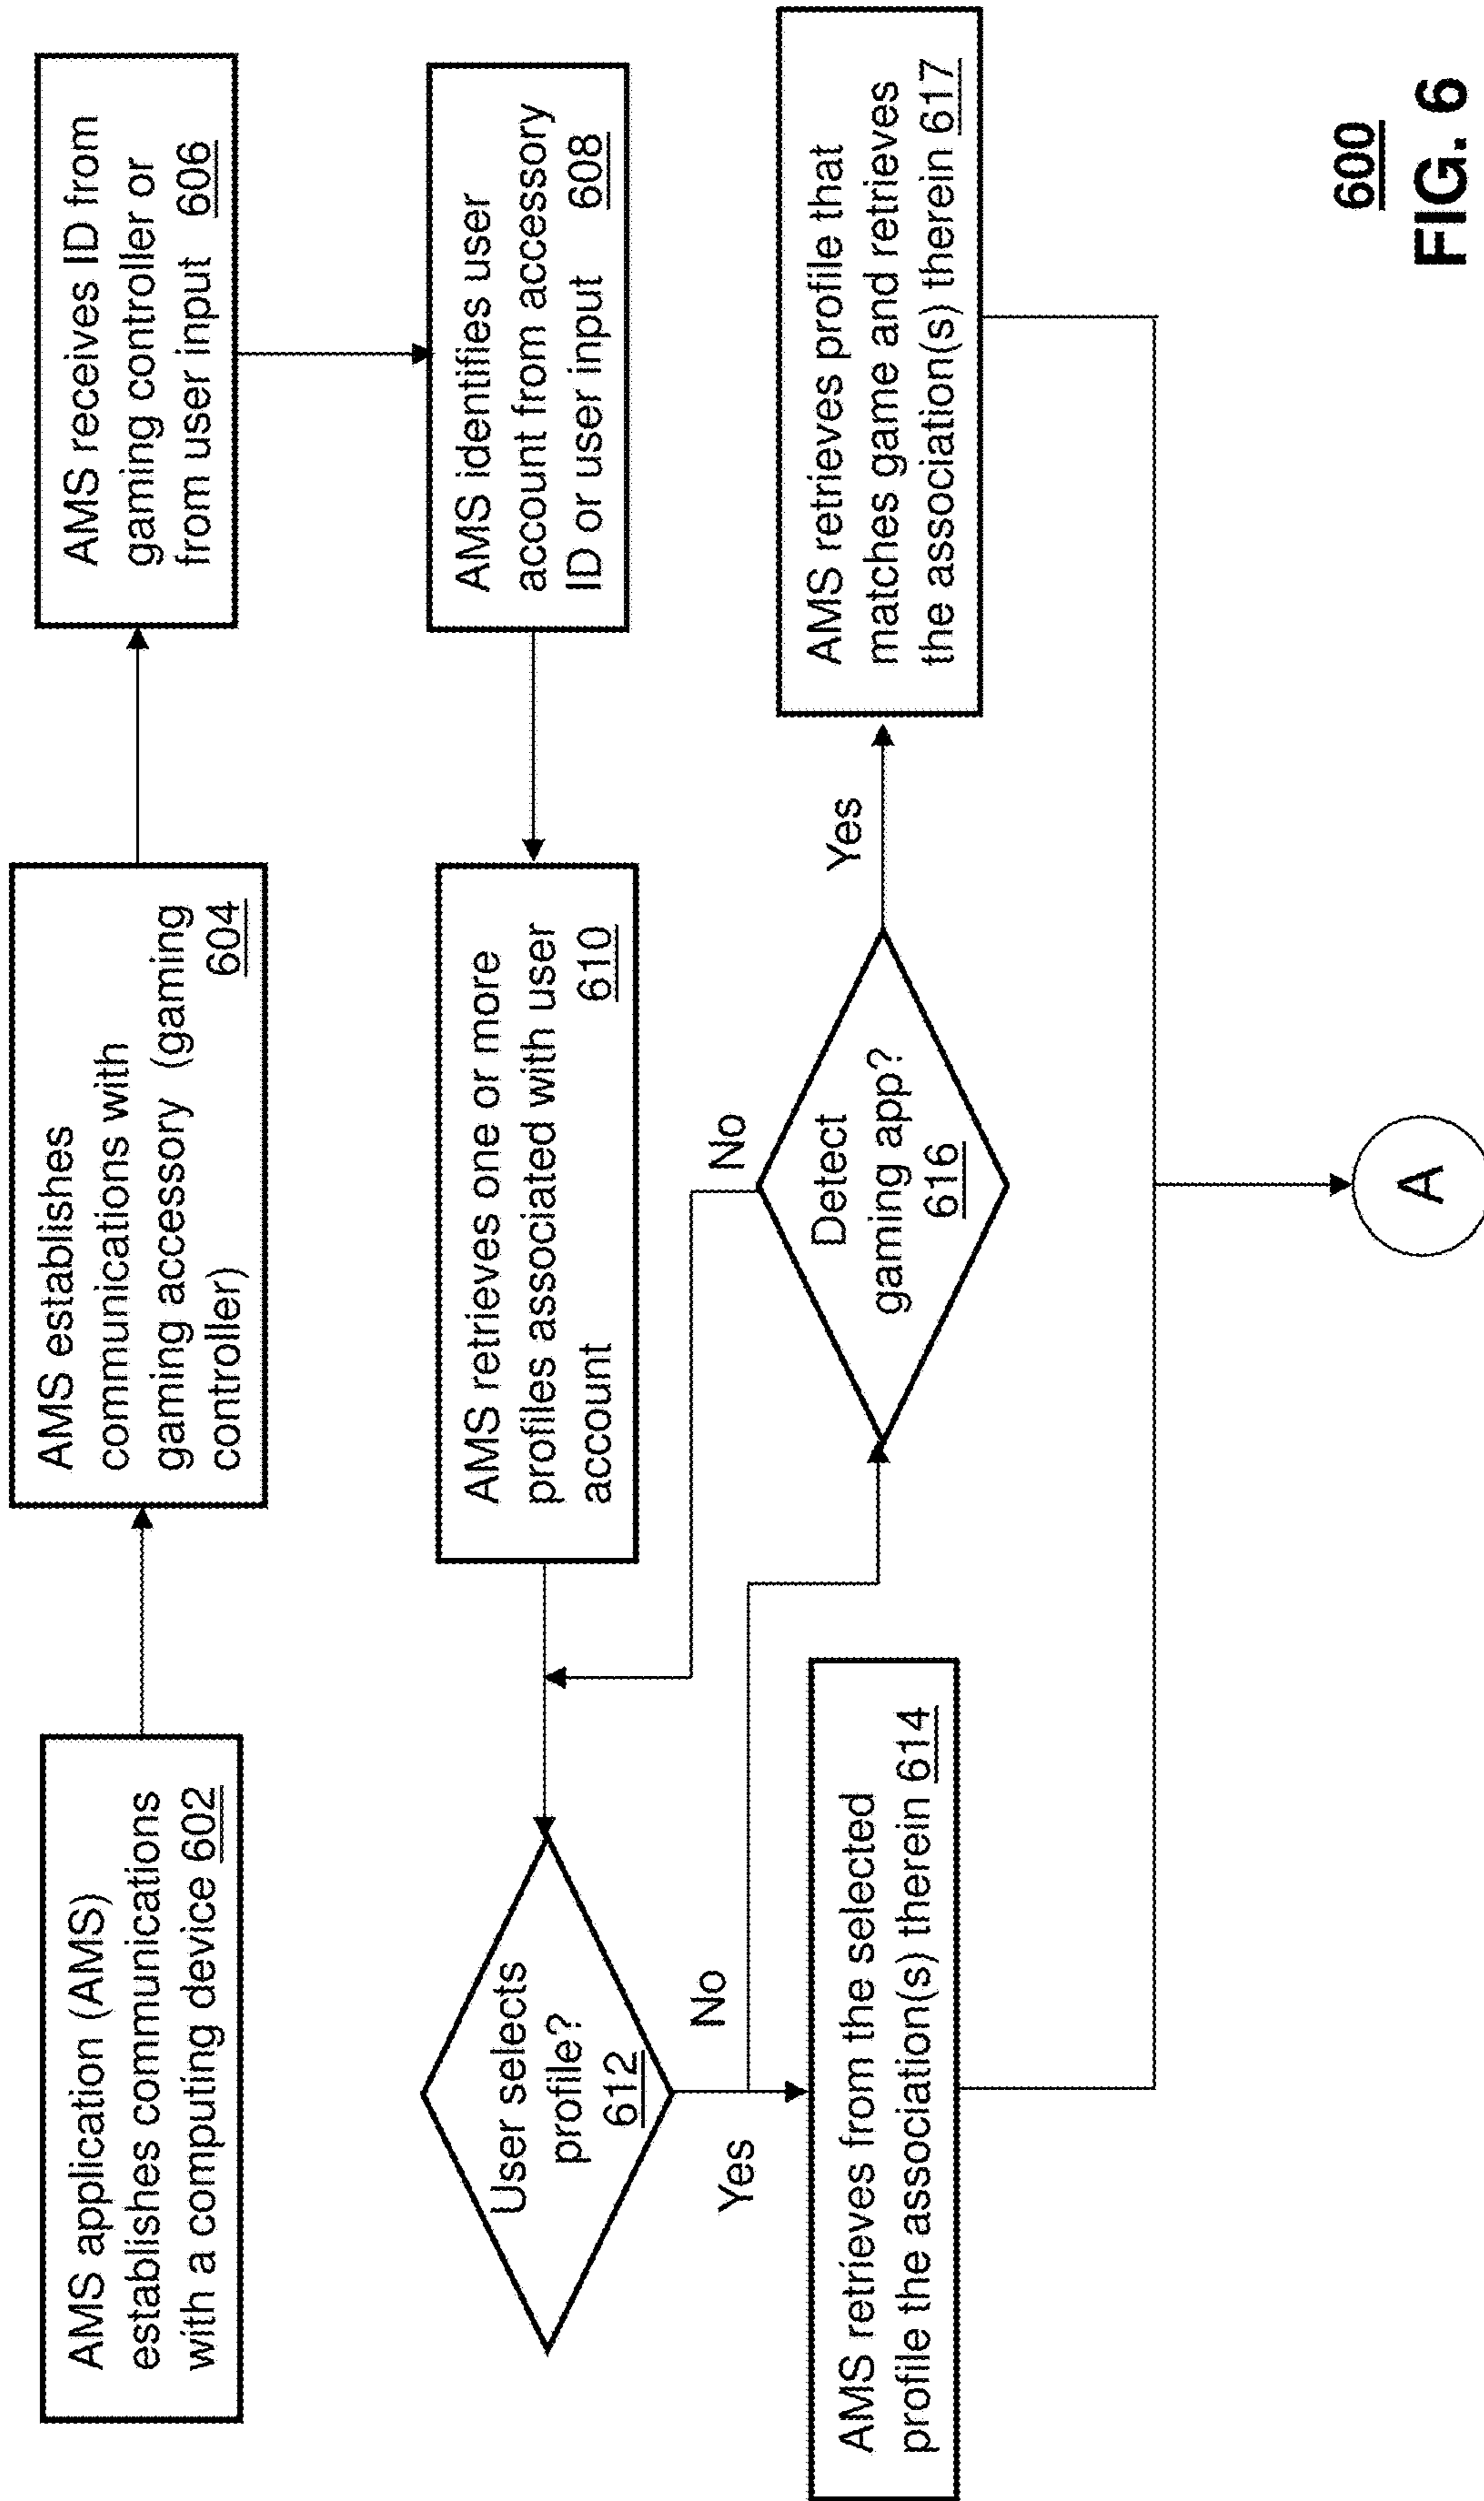 AMS application (AMS)
establishes communications
with a computing device 602
AMS establishes
communications with
gaming accessory (gaming
controller) 604
AMS receives ID from
gaming controller or
from user input 606
AMS identifies user
account from accessory
ID or user input 608
AMS retrieves one or more
profiles associated with user
account 610
User selects
profile?
612
No
Yes
AMS retrieves from the selected
profile the association(s) therein 614
No
Detect
gaming app?
616
Yes
AMS retrieves profile that
matches game and retrieves
the association(s) therein 617
A
600
FIG. 6